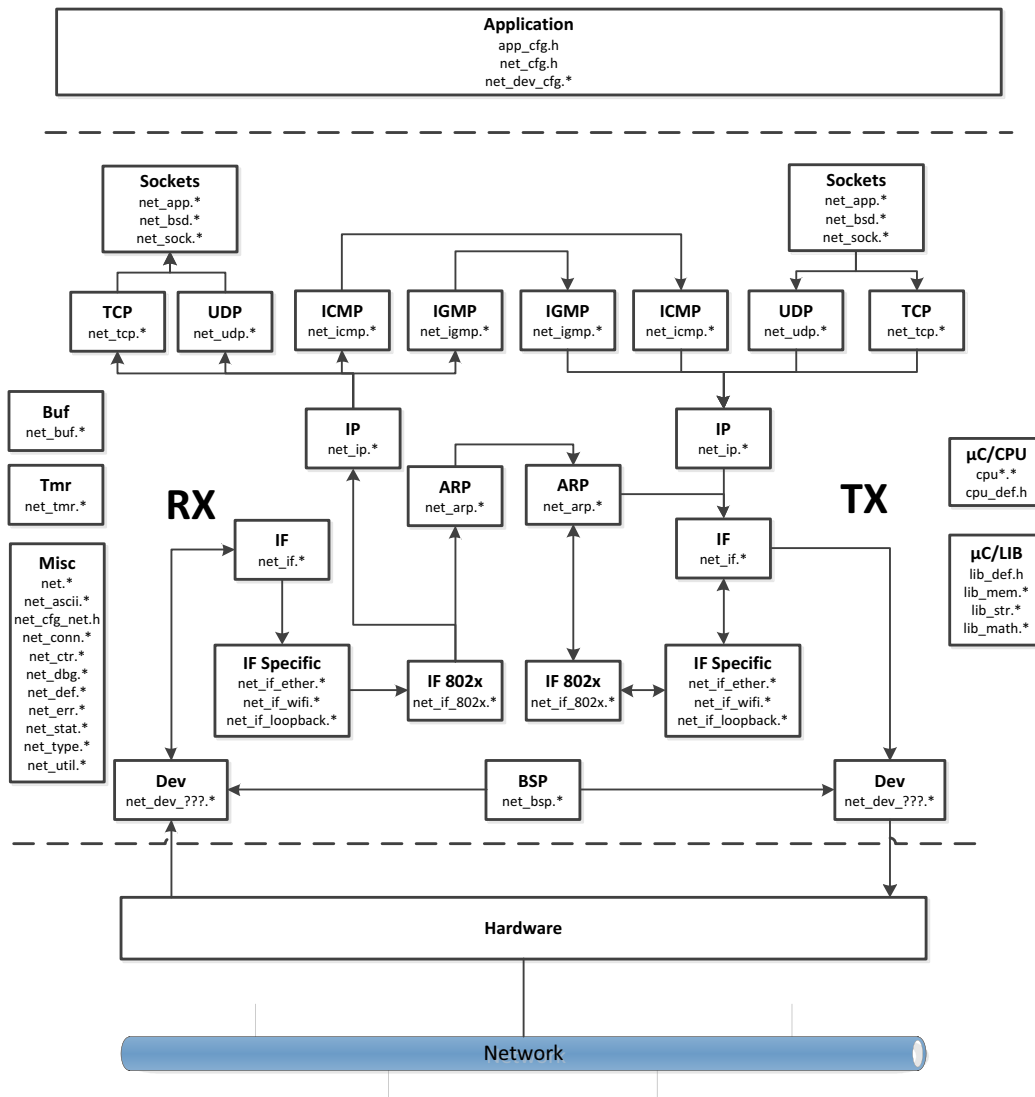 Application
app_cfg.h
net_cfg.h
net_dev_cfg.*
Sockets
net_app.*
net_bsd.*
net_sock.*
Sockets
net_app.*
net_bsd.*
net_sock.*
TCP
net_tcp.*
UDP
net_udp.*
ICMP
net_icmp.*
IGMP
net_igmp.*
IGMP
net_igmp.*
ICMP
net_icmp.*
UDP
net_udp.*
TCP
net_tcp.*
Buf
net_buf.*
IP
net_ip.*
IP
net_ip.*
Tmr
net_tmr.*
RX
ARP
net_arp.*
ARP
net_arp.*
TX
µC/CPU
cpu*.*
cpu_def.h
IF
net_if.*
IF
net_if.*
Misc
net.*
net_ascii.*
net_cfg_net.h
net_conn.*
net_ctr.*
net_dbg.*
net_def.*
net_err.*
net_stat.*
net_type.*
net_util.*
µC/LIB
lib_def.h
lib_mem.*
lib_str.*
lib_math.*
IF Specific
net_if_ether.*
net_if_wifi.*
net_if_loopback.*
IF 802x
net_if_802x.*
IF 802x
net_if_802x.*
IF Specific
net_if_ether.*
net_if_wifi.*
net_if_loopback.*
Dev
net_dev_???.*
BSP
net_bsp.*
Dev
net_dev_???.*
Hardware
Network